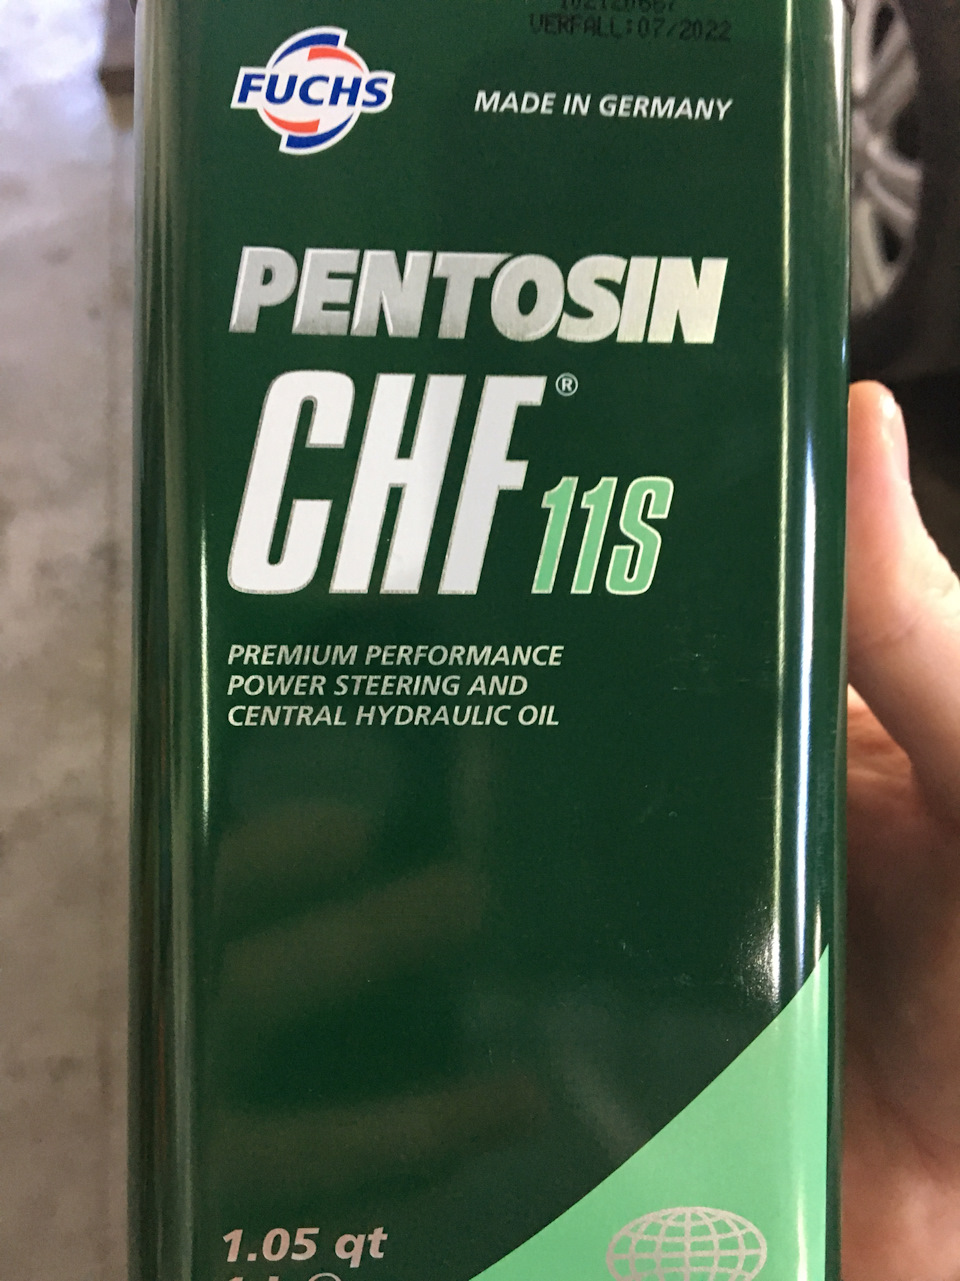 VERFALL:07/2022
FUCHS
MADE IN GERMANY
PENTOSIN
CHF®
11S
PREMIUM PERFORMANCE
POWER STEERING AND
CENTRAL HYDRAULIC OIL
1.05 qt